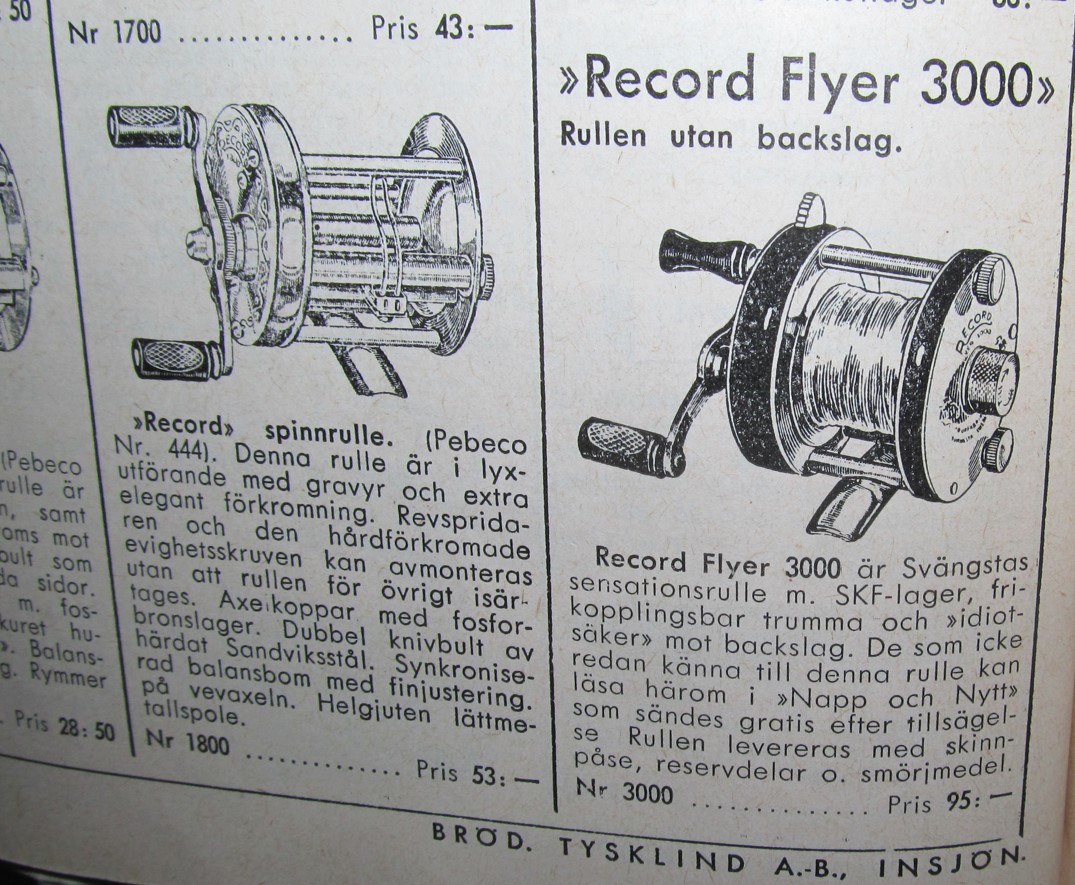 50
(Pebeco
rulle är
n, samt
oms mot
bult som
da sidor.
m. fos-
kuret hu-
». Balans-
g. Rymmer
. Pris 28:50
Nr 1700 .............. Pris 43:—
»Record» spinnrulle. (Pebeco
Nr. 444). Denna rulle är i lyx-
utförande med gravyr och extra
elegant förkromning. Revsprida-
ren och den hårdförkromade
evighetsskruven kan avmonteras
utan att rullen för övrigt isär-
tages. Axelkoppar med fosfor-
bronslager. Dubbel knivbult av
härdat Sandviksstål. Synkronise-
rad balansbom med finjustering.
på vevaxeln. Helgjuten lättme-
tallspole.
Nr 1800 ............. Pris 53:—
»Record Flyer 3000»
Rullen utan backslag.
RECORD
Record Flyer 3000 är Svängstas
sensationsrulle m. SKF-lager, fri-
kopplingsbar trumma och »idiot-
säker» mot backslag. De som icke
redan känna till denna rulle kan
läsa härom i »Napp och Nytt»
som sändes gratis efter tillsägel-
se Rullen levereras med skinn-
påse, reservdelar o. smörjmedel.
Nr 3000 ............. Pris 95:—
BRÖD. TYSKLIND A.-B., INSJÖN.